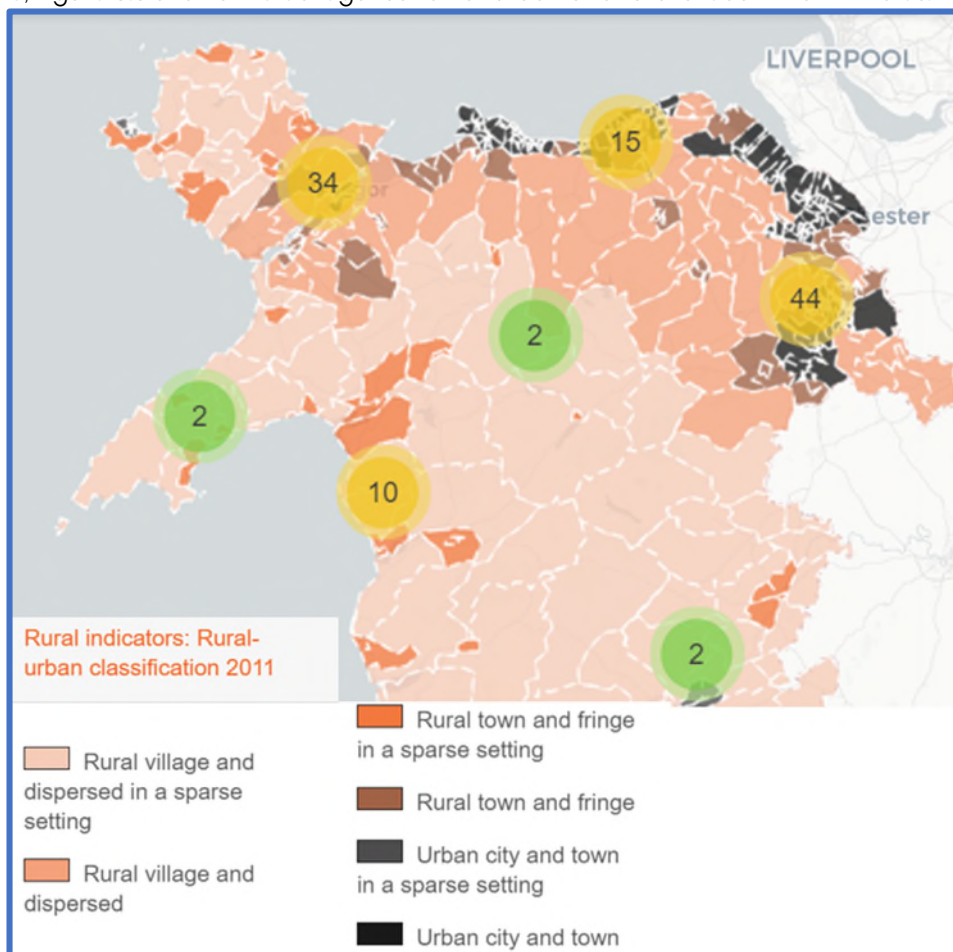 LIVERPOOL
15
34
44
2
2
10
2
Rural indicators: Rural-
urban classification 2011
Rural village and
dispersed in a sparse
setting
Rural village and
dispersed
Rural town and fringe
in a sparse setting
Rural town and fringe
Urban city and town
in a sparse setting
Urban city and town